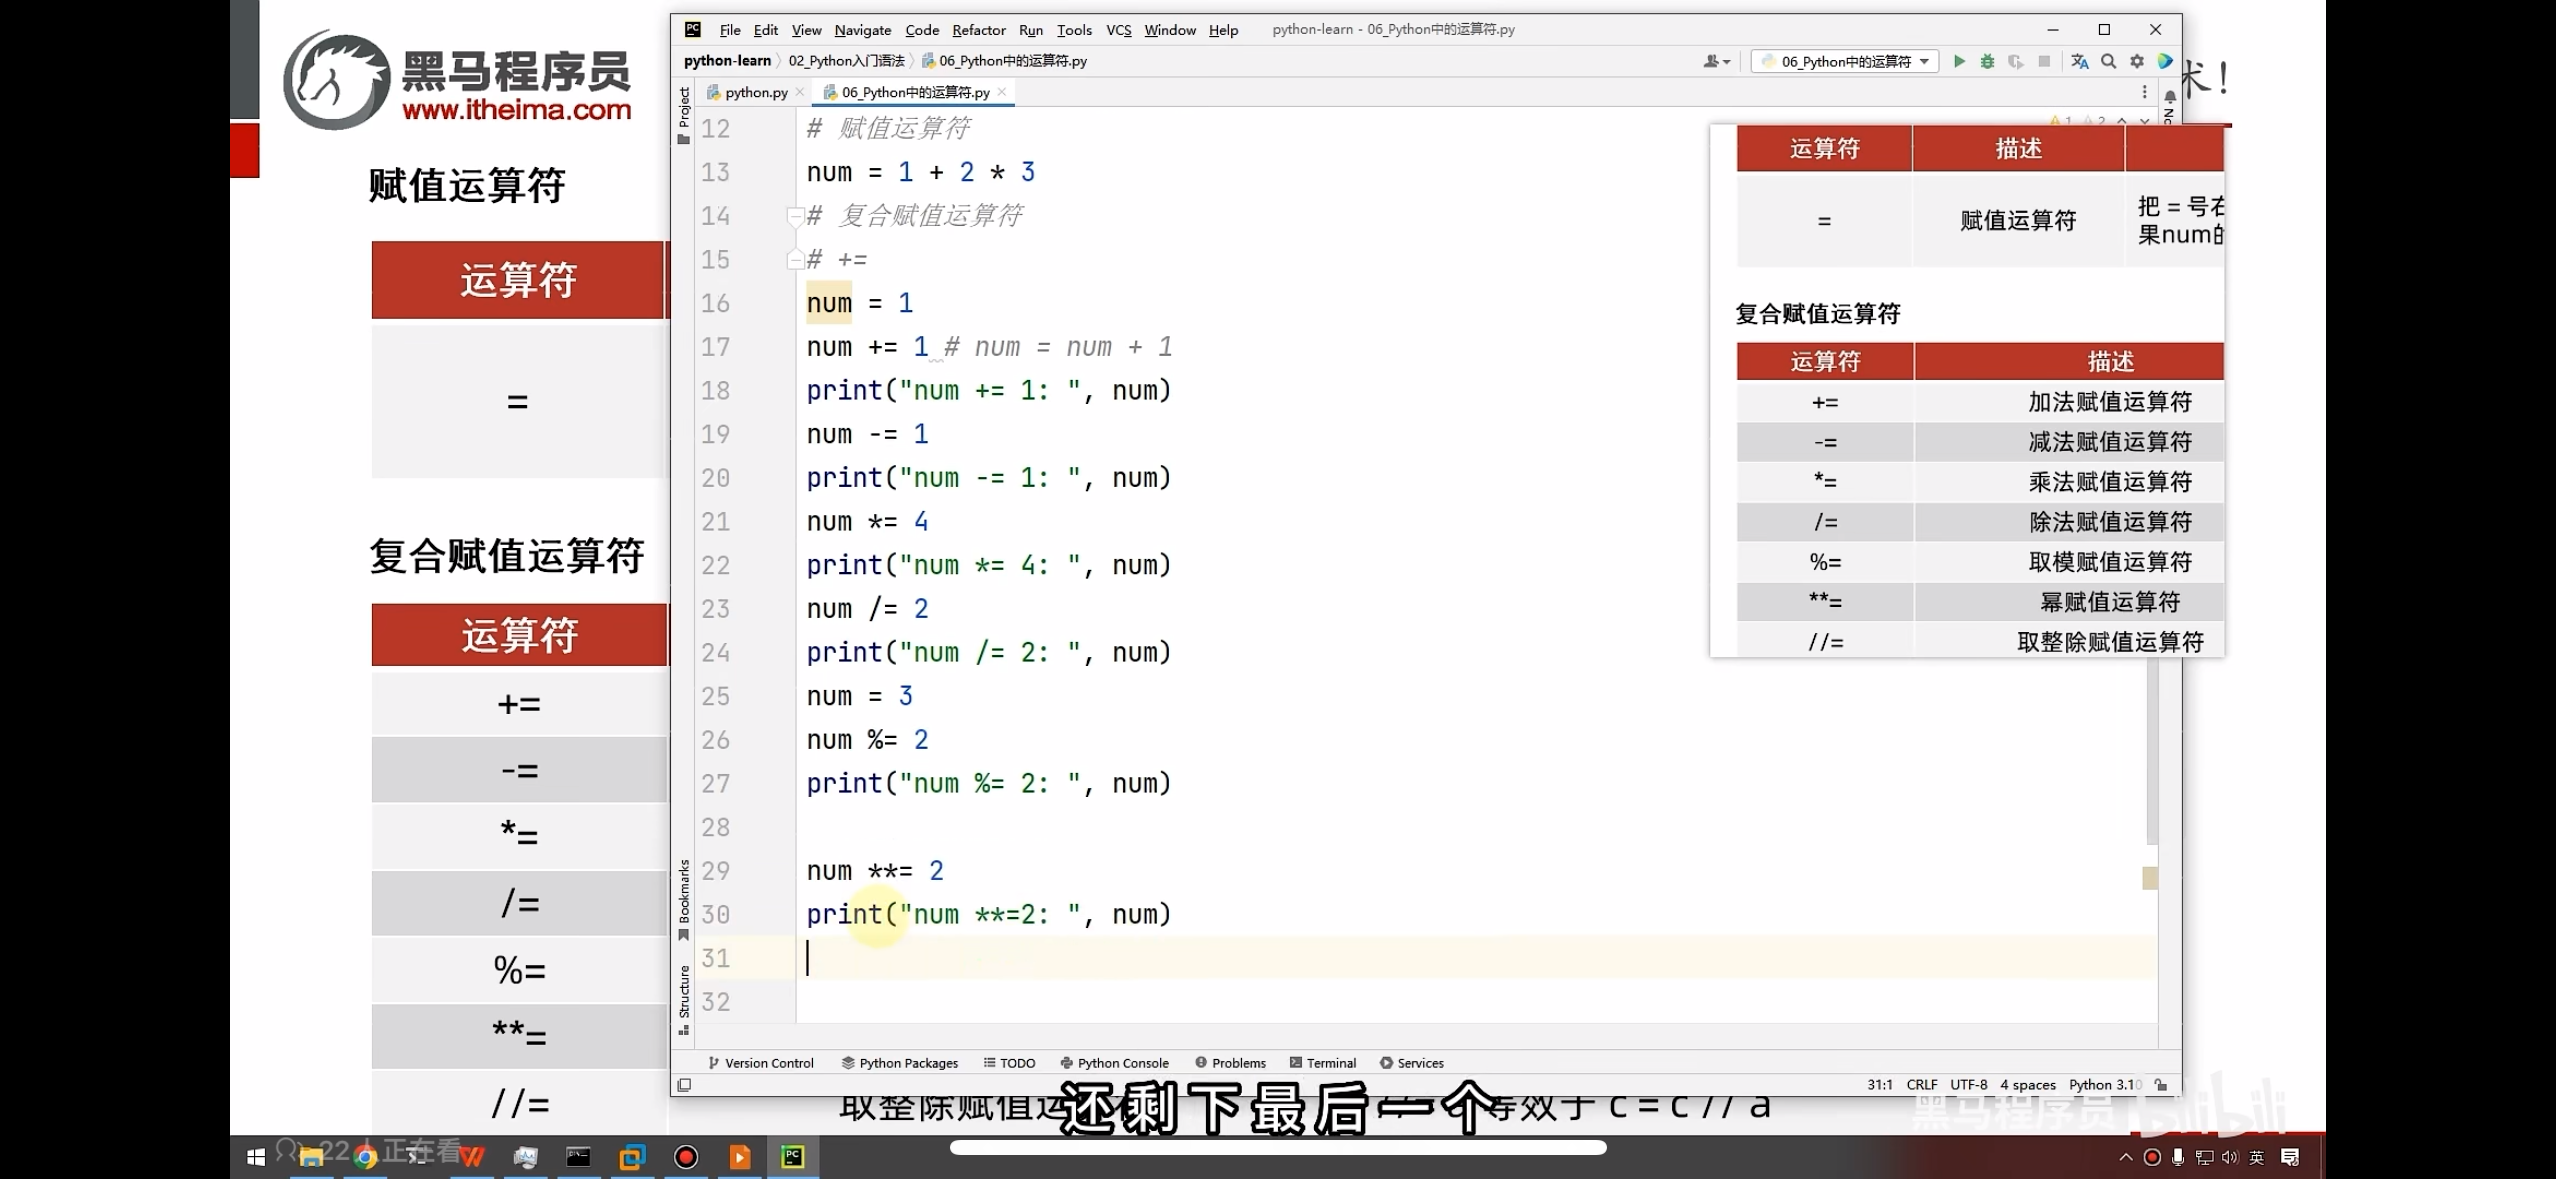 黑马程序员
www.itheima.com
赋值运算符
运算符
=
复合赋值运算符
运算符
+=
-=
*=
/=
%=
**=
//=
File Edit View Navigate Code Refactor Run Tools VCS Window Help python-learn - 06_Python中的运算符.py
python-learn 02_Python入门语法 06_Python中的运算符.py
06_Python中的运算符
python.py 06_Python中的运算符.py
Project
术!
1 2
12 # 赋值运算符
13 num = 1 + 2 * 3
14 # 复合赋值运算符
15 # +=
16 num = 1
17 num += 1 # num = num + 1
18 print("num += 1: ", num)
19 num -= 1
20 print("num -= 1: ", num)
21 num *= 4
22 print("num *= 4: ", num)
23 num /= 2
24 print("num /= 2: ", num)
25 num = 3
26 num %= 2
27 print("num %= 2: ", num)
28
29 num **= 2
30 print("num **=2: ", num)
31
32
Bookmarks
Structure
运算符 描述
= 赋值运算符 把 = 号右
果num的
复合赋值运算符
运算符 描述
+= 加法赋值运算符
-= 减法赋值运算符
*= 乘法赋值运算符
/= 除法赋值运算符
%= 取模赋值运算符
**= 幂赋值运算符
//= 取整除赋值运算符
Version Control Python Packages TODO Python Console Problems Terminal Services
31:1 CRLF UTF-8 4 spaces Python 3.10
取整除赋值运
等效于 c = c // a
还剩下最后一个
黑马程序员 bilibili
22人正在看
英